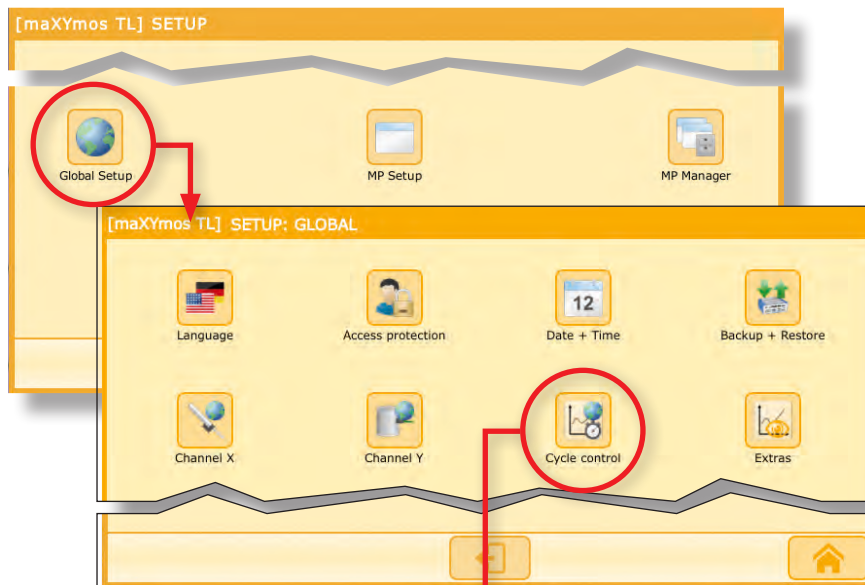 [maXYmos TL] SETUP
Global Setup
MP Setup
MP Manager
[maXYmos TL] SETUP: GLOBAL
Language
Access protection
12
Date + Time
Backup + Restore
Channel X
Channel Y
Cycle control
Extras